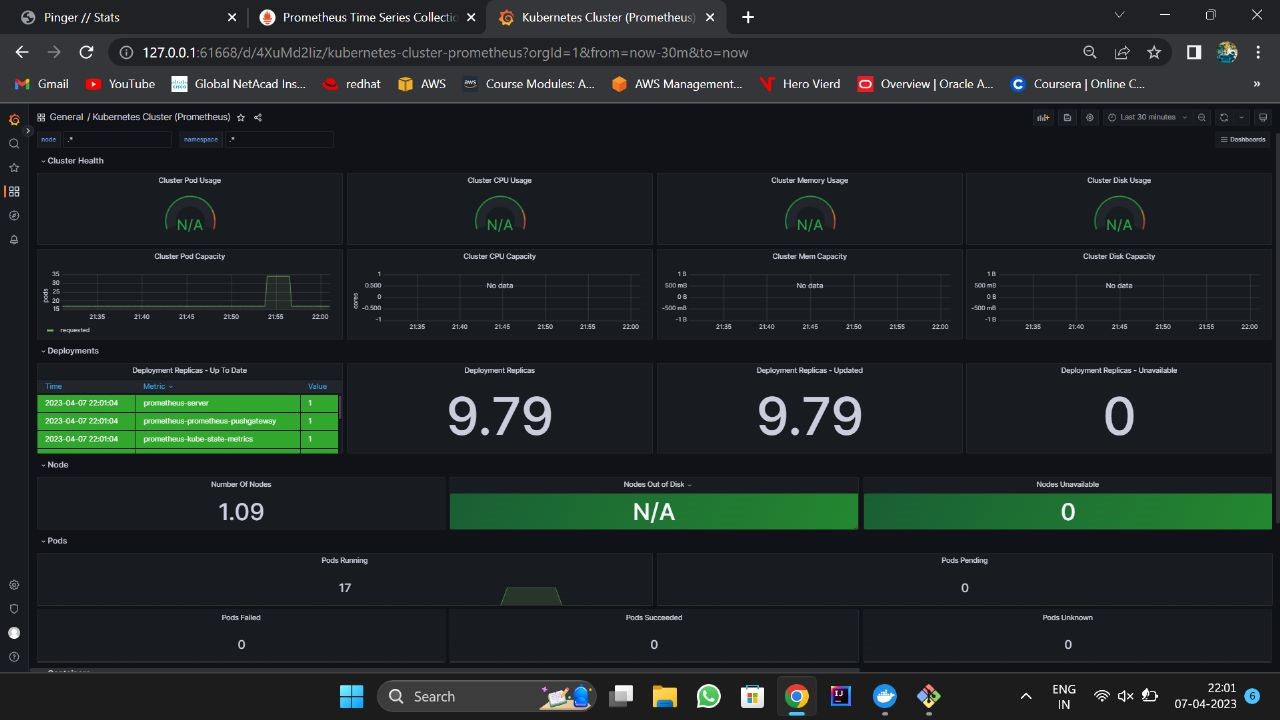 Pinger // Stats
Prometheus Time Series Collectio
Kubernetes Cluster (Prometheus)
127.0.0.1:61668/d/4XuMd2liz/kubernetes-cluster-prometheus?orgId=1&from=now-30m&to=now
Gmail YouTube Global NetAcad Ins... redhat AWS Course Modules: A... AWS Management... Hero Vierd Overview | Oracle A... Coursera | Online C... »
General / Kubernetes Cluster (Prometheus) Last 30 minutes
node .* namespace .* Dashboards
Cluster Health
Cluster Pod Usage Cluster CPU Usage Cluster Memory Usage Cluster Disk Usage
N/A N/A N/A N/A
Cluster Pod Capacity Cluster CPU Capacity Cluster Mem Capacity Cluster Disk Capacity
pods 35 30 25 20 15
21:35 21:40 21:45 21:50 21:55 22:00
requested
cores 1 0.500 0 -0.500 -1
No data
21:35 21:40 21:45 21:50 21:55 22:00
1 B 500 mB 0 B -500 mB -1 B
No data
21:35 21:40 21:45 21:50 21:55 22:00
1 B 500 mB 0 B -500 mB -1 B
No data
21:35 21:40 21:45 21:50 21:55 22:00
Deployments
Deployment Replicas - Up To Date Deployment Replicas Deployment Replicas - Updated Deployment Replicas - Unavailable
Time Metric Value
2023-04-07 22:01:04 prometheus-server 1
2023-04-07 22:01:04 prometheus-prometheus-pushgateway 1
2023-04-07 22:01:04 prometheus-kube-state-metrics 1
9.79 9.79 0
Node
Number Of Nodes Nodes Out of Disk Nodes Unavailable
1.09 N/A 0
Pods
Pods Running Pods Pending
17 0
Pods Failed Pods Succeeded Pods Unknown
0 0 0
Search
ENG
IN
22:01
07-04-2023
6